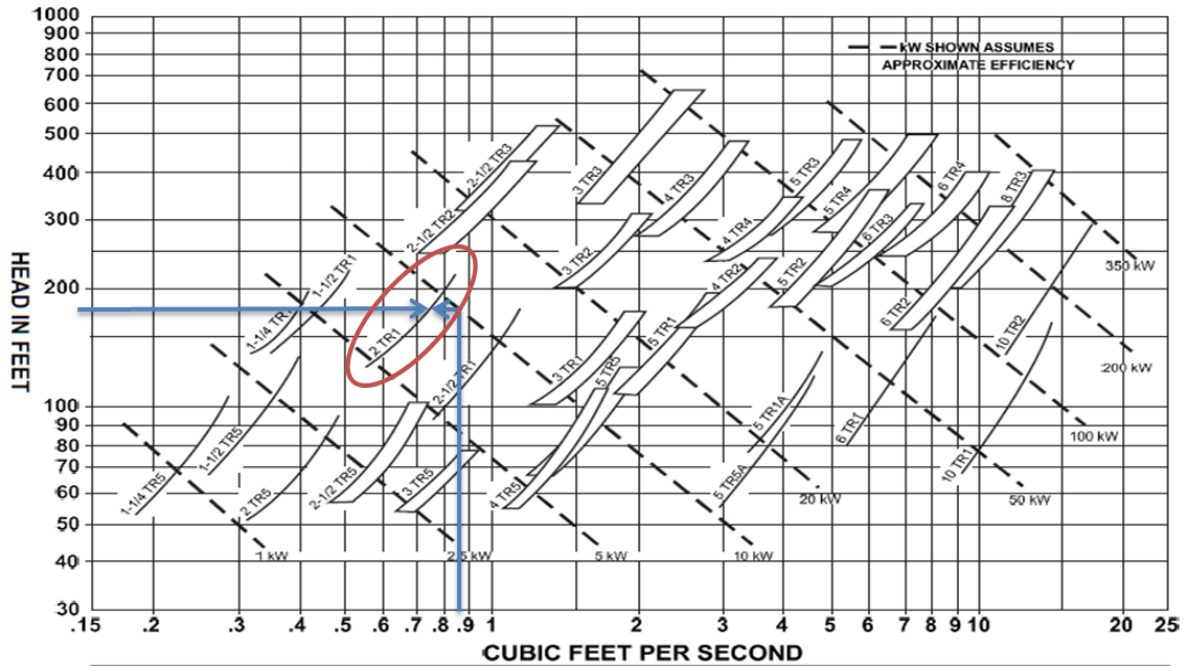 1000
900
800
700
600
500
400
300
200
100
90
80
70
60
50
40
30
HEAD IN FEET
kW SHOWN ASSUMES
APPROXIMATE EFFICIENCY
2-1/2 TR3
2-1/2 TR2
3 TR3
4 TR3
5 TR3
5 TR4
6 TR4
8 TR3
4 TR4
6 TR3
3 TR2
4 TR2
5 TR2
6 TR2
10 TR2
1-1/2 TR1
1-1/4 TR1
2 TR1
2-1/2 TR1
3 TR1
5 TR5
5 TR1
5 TR1A
6 TR1
10 TR1
1-1/4 TR5
1-1/2 TR5
2 TR5
2-1/2 TR5
3 TR5
4 TR5
5 TR5A
350 kW
200 kW
100 kW
50 kW
20 kW
10 kW
5 kW
2.5 kW
1 kW
.15 .2 .3 .4 .5 .6 .7 .8 .9 1 2 3 4 5 6 7 8 9 10 20 25
CUBIC FEET PER SECOND